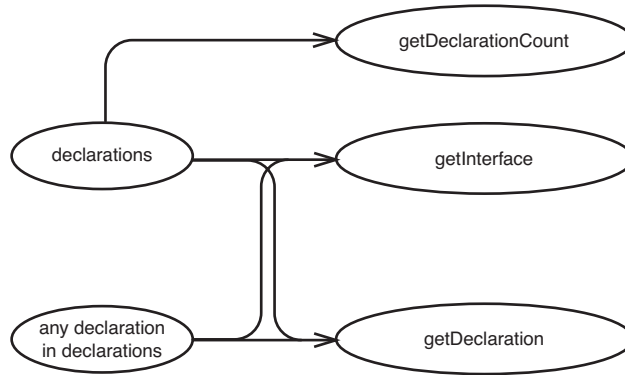 getDeclarationCount
declarations
getInterface
any declaration
in declarations
getDeclaration